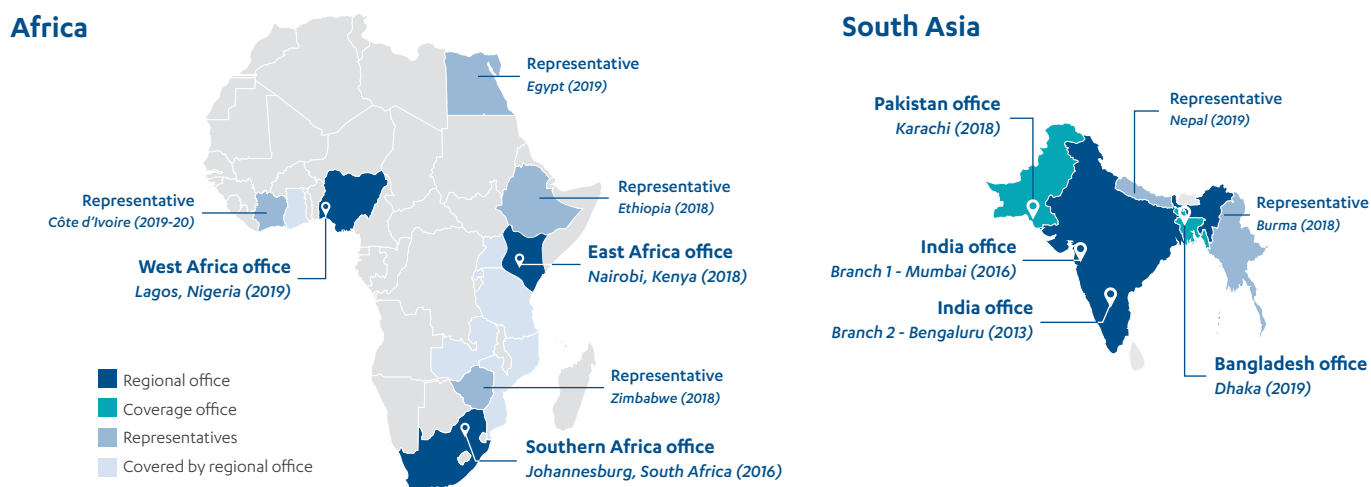 Africa
Representative
Egypt (2019)
Representative
Côte d'Ivoire (2019-20)
Representative
Ethiopia (2018)
West Africa office
Lagos, Nigeria (2019)
East Africa office
Nairobi, Kenya (2018)
Representative
Zimbabwe (2018)
Southern Africa office
Johannesburg, South Africa (2016)
Regional office
Coverage office
Representatives
Covered by regional office
South Asia
Pakistan office
Karachi (2018)
Representative
Nepal (2019)
Representative
Burma (2018)
India office
Branch 1 - Mumbai (2016)
India office
Branch 2 - Bengaluru (2013)
Bangladesh office
Dhaka (2019)